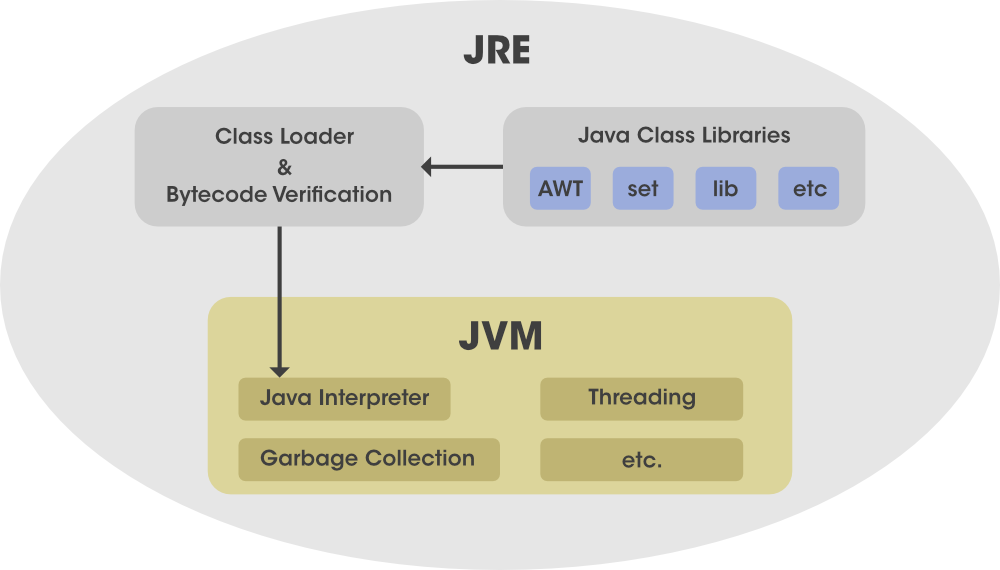 JRE
Class Loader
&
Bytecode Verification
Java Class Libraries
AWT
set
lib
etc
JVM
Java Interpreter
Threading
Garbage Collection
etc.